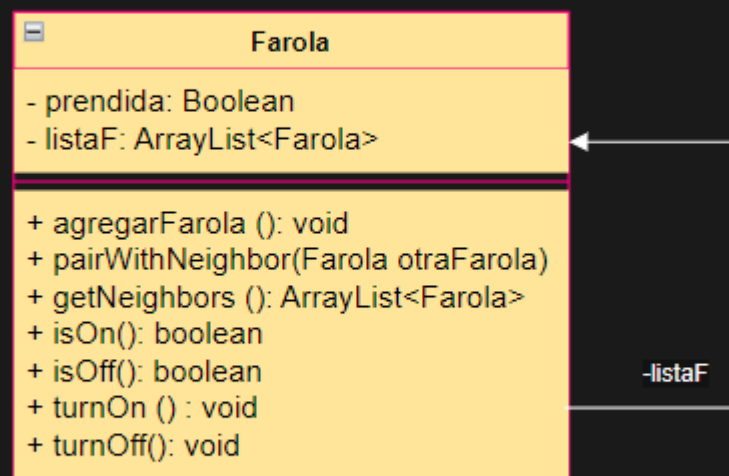 Farola
- prendida: Boolean
- listaF: ArrayList<Farola>
+ agregarFarola (): void
+ pairWithNeighbor(Farola otraFarola)
+ getNeighbors (): ArrayList<Farola>
+ isOn(): boolean
+ isOff(): boolean
+ turnOn () : void
+ turnOff(): void
-listaF